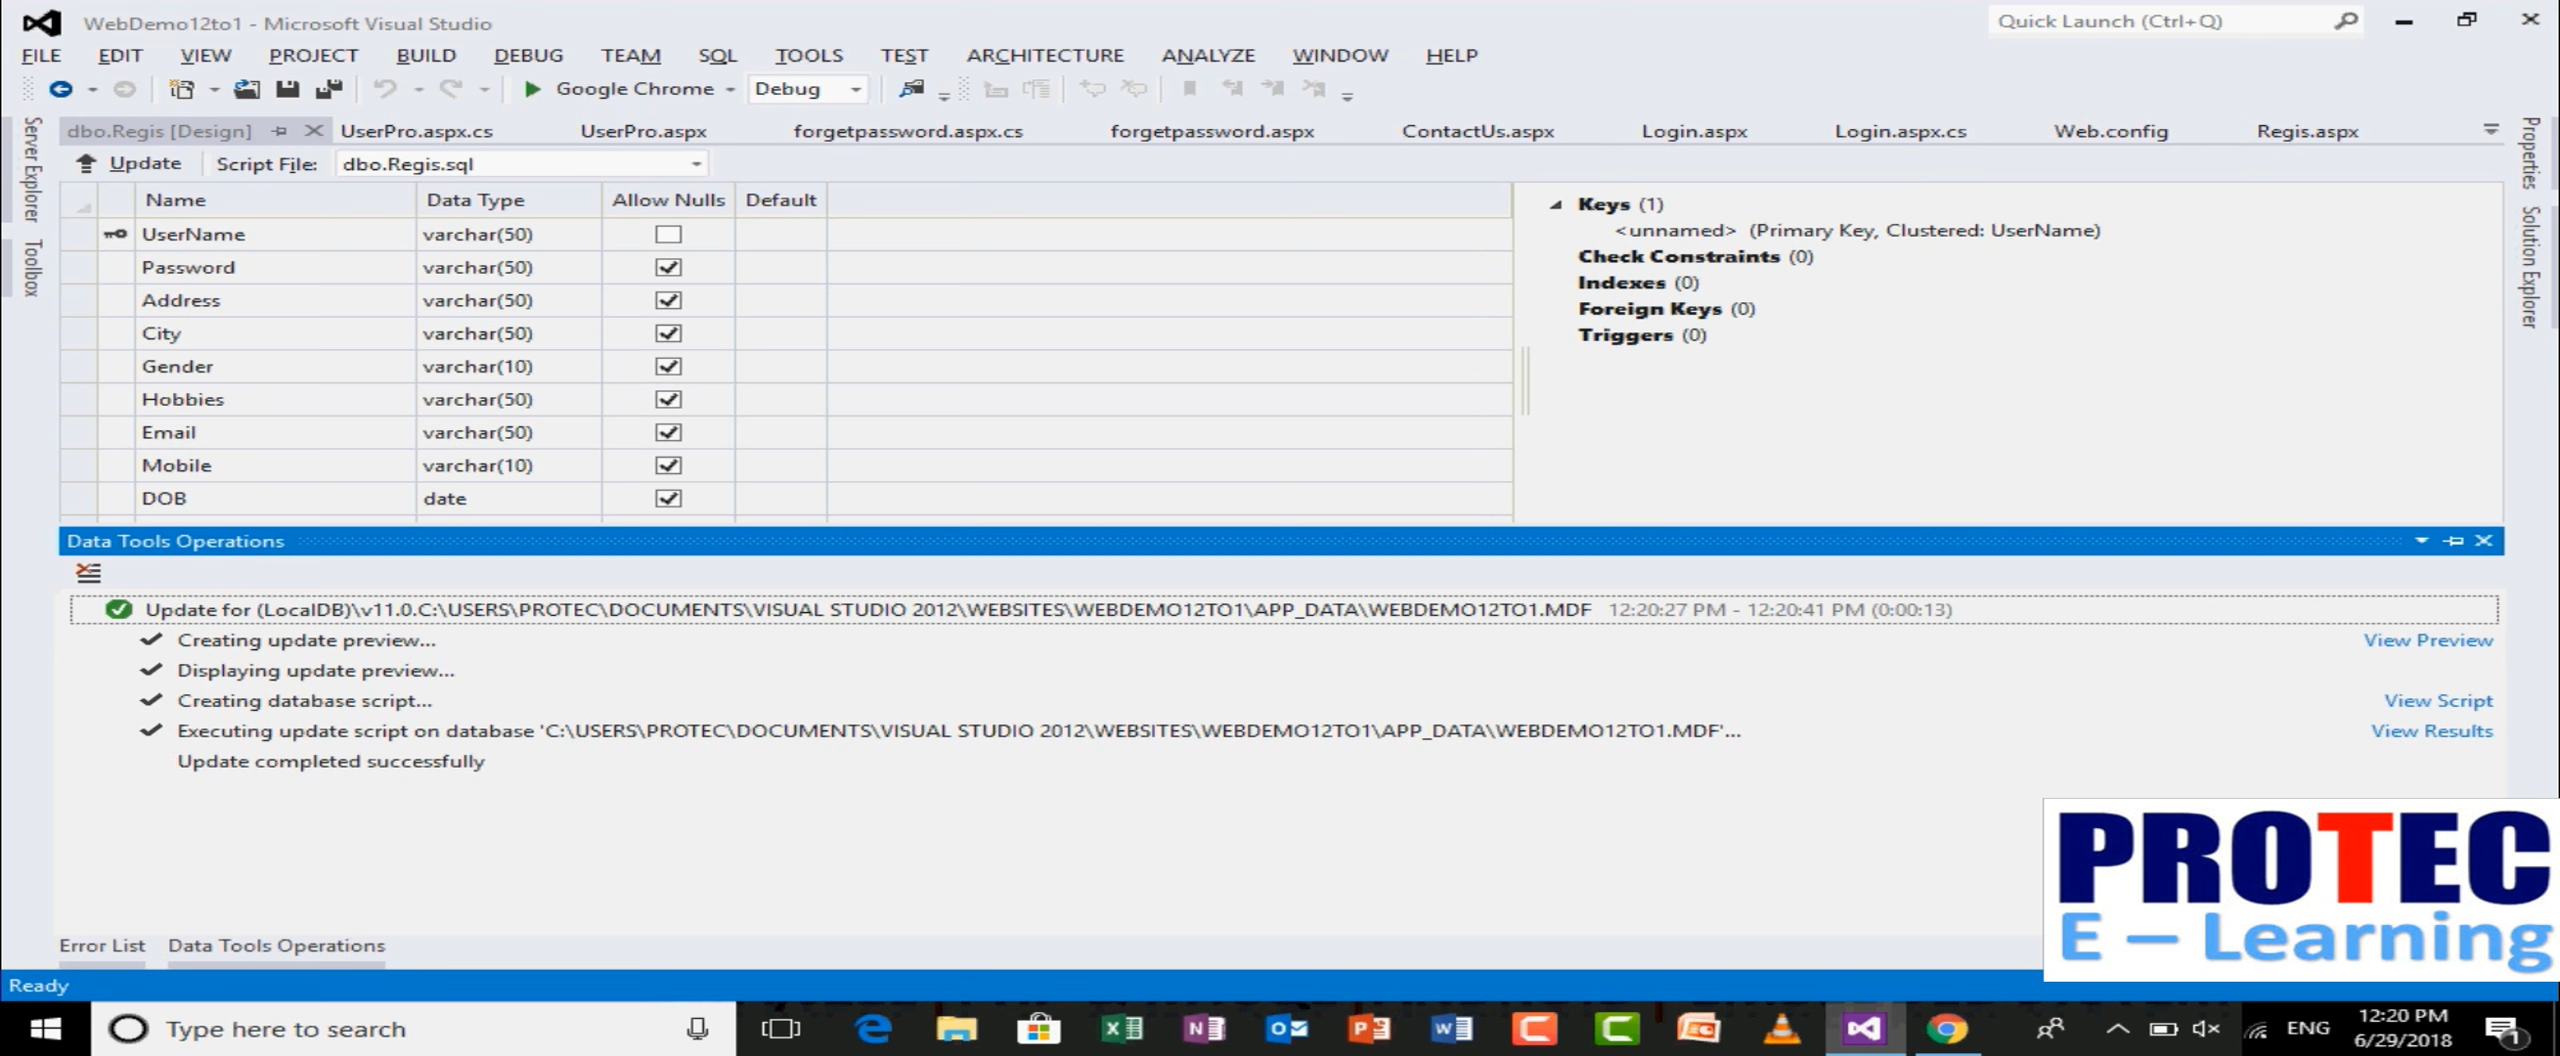 WebDemo12to1 - Microsoft Visual Studio
Quick Launch (Ctrl+Q)
FILE EDIT VIEW PROJECT BUILD DEBUG TEAM SQL TOOLS TEST ARCHITECTURE ANALYZE WINDOW HELP
Google Chrome Debug
Server Explorer
Toolbox
dbo.Regis [Design] UserPro.aspx.cs UserPro.aspx forgetpassword.aspx.cs forgetpassword.aspx ContactUs.aspx Login.aspx Login.aspx.cs Web.config Regis.aspx
Properties
Solution Explorer
Update Script File: dbo.Regis.sql
Name Data Type Allow Nulls Default
UserName varchar(50)
Password varchar(50)
Address varchar(50)
City varchar(50)
Gender varchar(10)
Hobbies varchar(50)
Email varchar(50)
Mobile varchar(10)
DOB date
Keys (1)
<unnamed> (Primary Key, Clustered: UserName)
Check Constraints (0)
Indexes (0)
Foreign Keys (0)
Triggers (0)
Data Tools Operations
Update for (LocalDB)\v11.0.C:\USERS\PROTEC\DOCUMENTS\VISUAL STUDIO 2012\WEBSITES\WEBDEMO12TO1\APP_DATA\WEBDEMO12TO1.MDF 12:20:27 PM - 12:20:41 PM (0:00:13)
Creating update preview... View Preview
Displaying update preview...
Creating database script... View Script
Executing update script on database 'C:\USERS\PROTEC\DOCUMENTS\VISUAL STUDIO 2012\WEBSITES\WEBDEMO12TO1\APP_DATA\WEBDEMO12TO1.MDF'... View Results
Update completed successfully
PROTEC
E – Learning
Error List Data Tools Operations
Ready
Type here to search
ENG
12:20 PM
6/29/2018
1